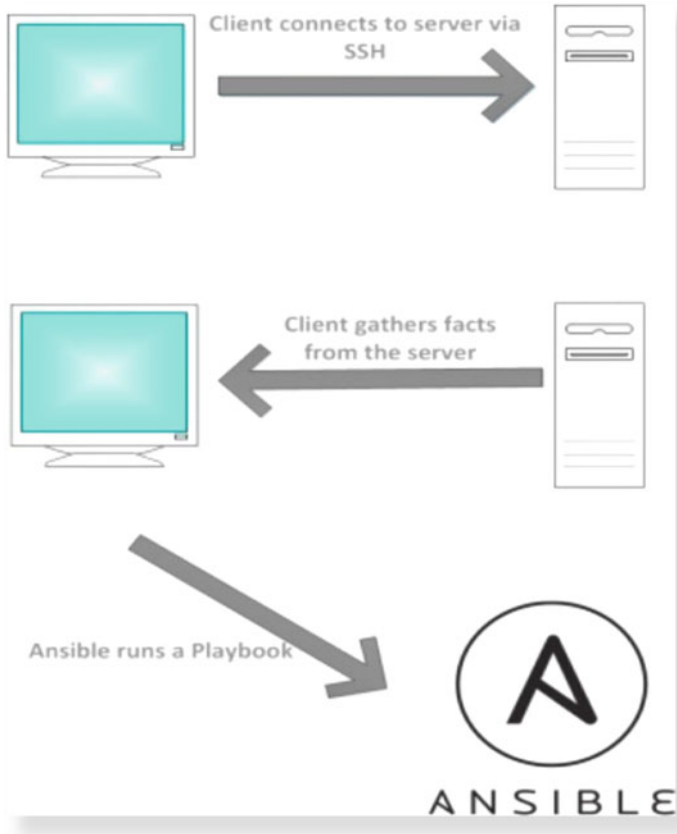 Client connects to server via
SSH
Client gathers facts
from the server
Ansible runs a Playbook
ANSIBLE